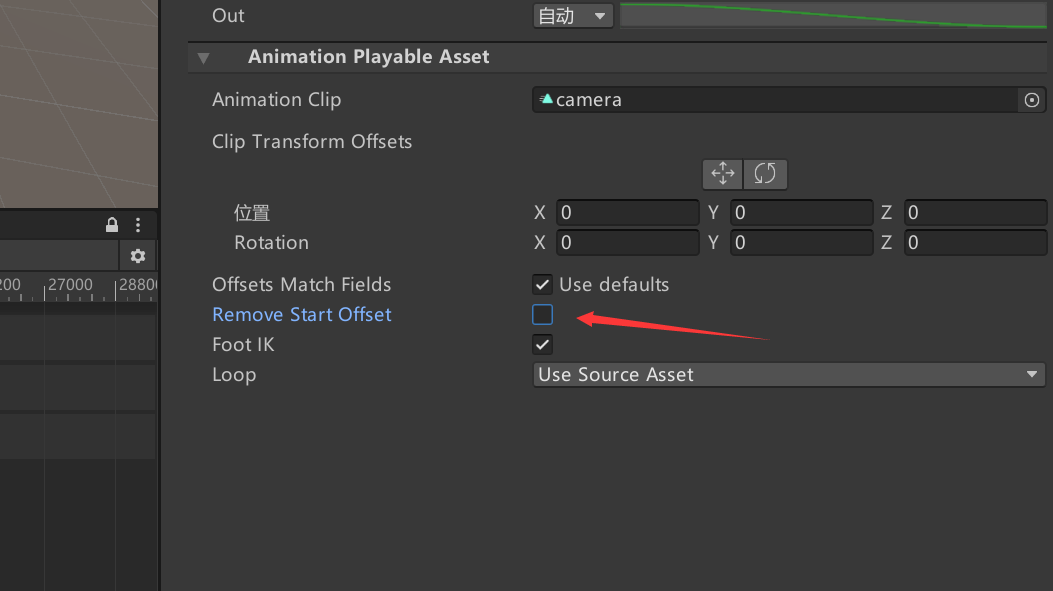 Out 自动
Animation Playable Asset
Animation Clip camera
Clip Transform Offsets
位置 X 0 Y 0 Z 0
Rotation X 0 Y 0 Z 0
Offsets Match Fields Use defaults
Remove Start Offset
Foot IK
Loop Use Source Asset
200 27000 28800